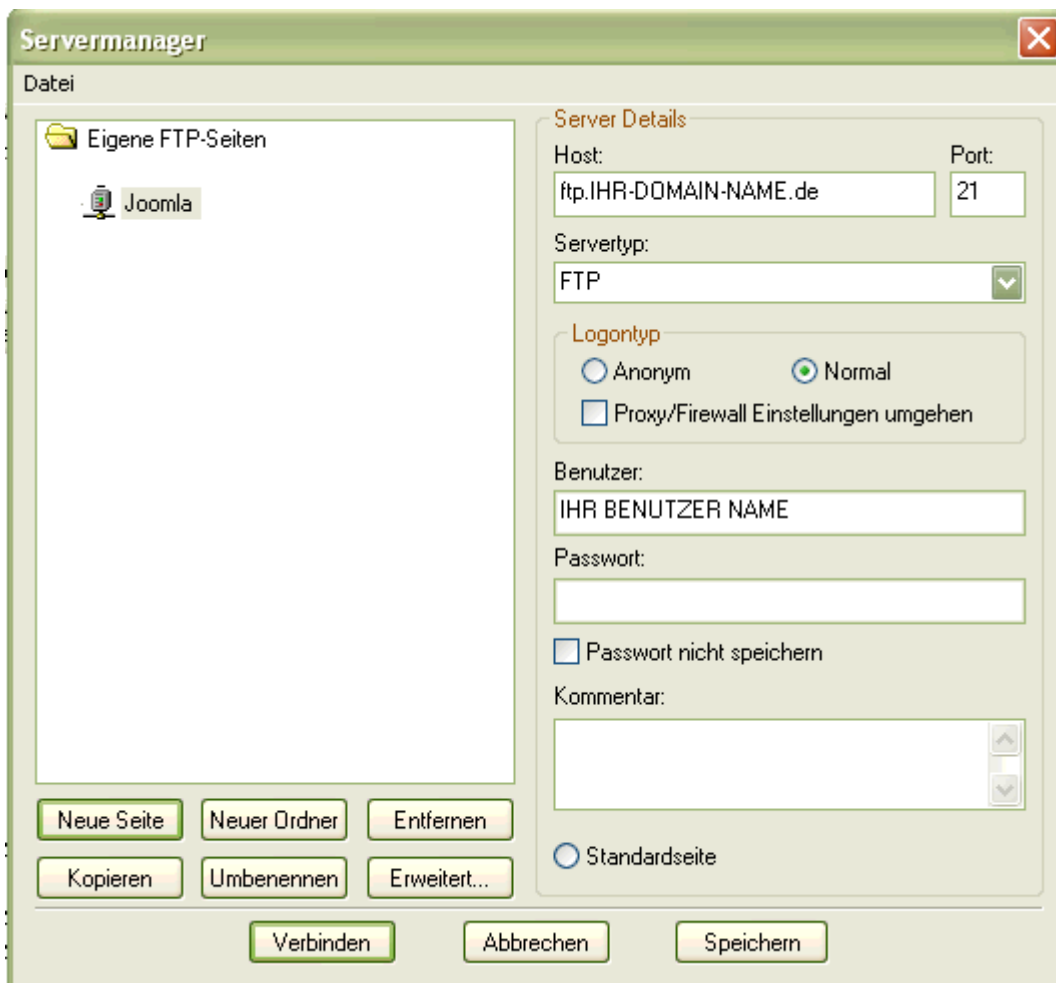 Servermanager
Datei
Eigene FTP-Seiten
Joomla
Server Details
Host: Port:
ftp.IHR-DOMAIN-NAME.de 21
Servertyp:
FTP
Logontyp
Anonym Normal
Proxy/Firewall Einstellungen umgehen
Benutzer:
IHR BENUTZER NAME
Passwort:
Passwort nicht speichern
Kommentar:
Standardseite
Neue Seite Neuer Ordner Entfernen
Kopieren Umbenennen Erweitert...
Verbinden Abbrechen Speichern